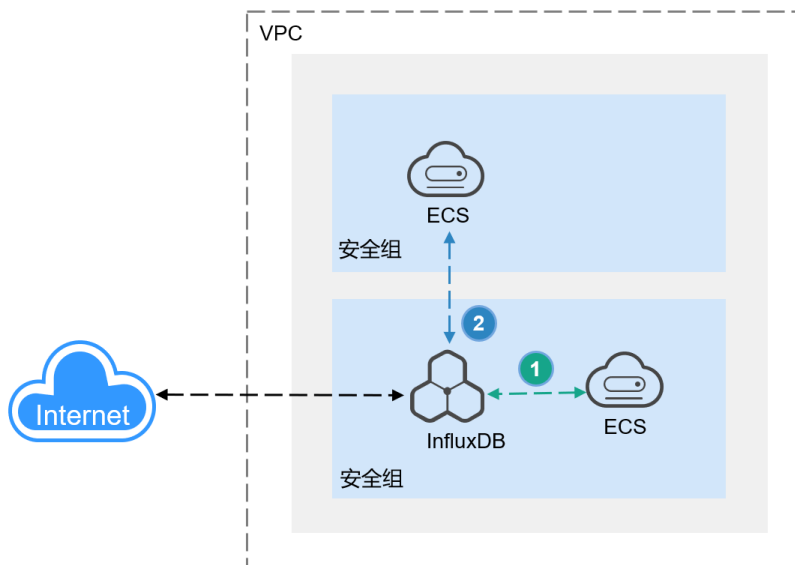 VPC
ECS
安全组
2
1
Internet
ECS
InfluxDB
安全组